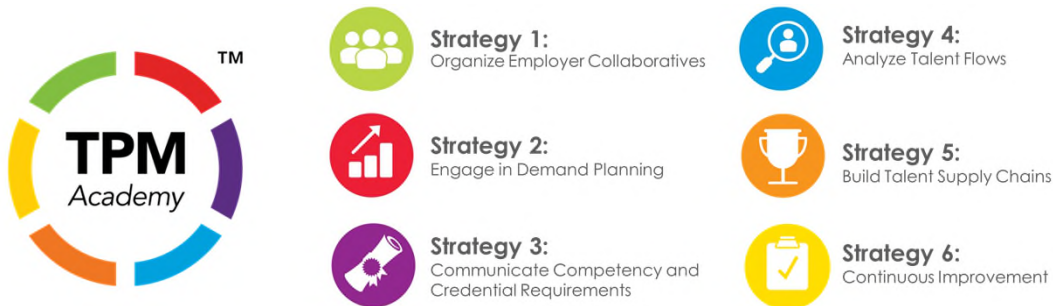 TM
TPM
Academy
Strategy 1:
Organize Employer Collaboratives
Strategy 2:
Engage in Demand Planning
Strategy 3:
Communicate Competency and
Credential Requirements
Strategy 4:
Analyze Talent Flows
Strategy 5:
Build Talent Supply Chains
Strategy 6:
Continuous Improvement